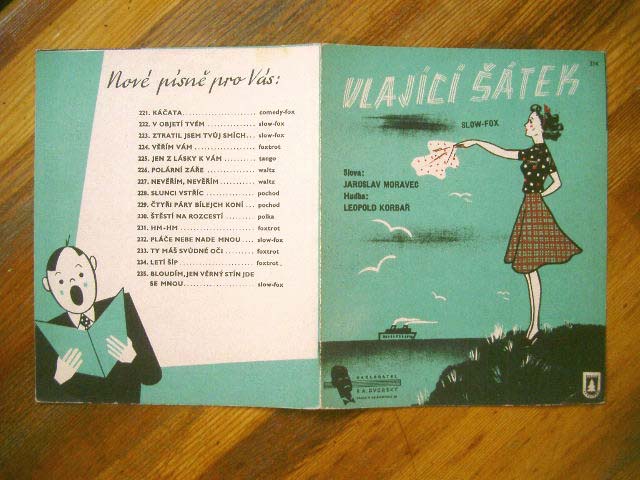 Nové písně pro Vás:
221. KÁČATA comedy-fox
222. V OBJETÍ TVÉM slow-fox
223. ZTRATIL JSEM TVŮJ SMÍCH slow-fox
224. VĚŘÍM VÁM foxtrot
225. JEN Z LÁSKY K VÁM tango
226. POLÁRNÍ ZÁŘE waltz
227. NEVĚŘÍM, NEVĚŘÍM waltz
228. SLUNCI VSTŘÍC pochod
229. ČTYŘI PÁRY BÍLEJCH KONÍ pochod
230. ŠTĚSTÍ NA ROZCESTÍ polka
231. HM-HM foxtrot
232. PLÁČE NEBE NADE MNOU slow-fox
233. TY MÁŠ SVŮDNÉ OČI foxtrot
234. LETÍ ŠÍP foxtrot
235. BLOUDÍM, JEN VĚRNÝ STÍN JDE
SE MNOU slow-fox
VLAJÍCÍ ŠÁTEK
SLOW-FOX
Slova:
JAROSLAV MORAVEC
Hudba:
LEOPOLD KORBAŘ
NAKLADATEL
R. A. DVORSKÝ